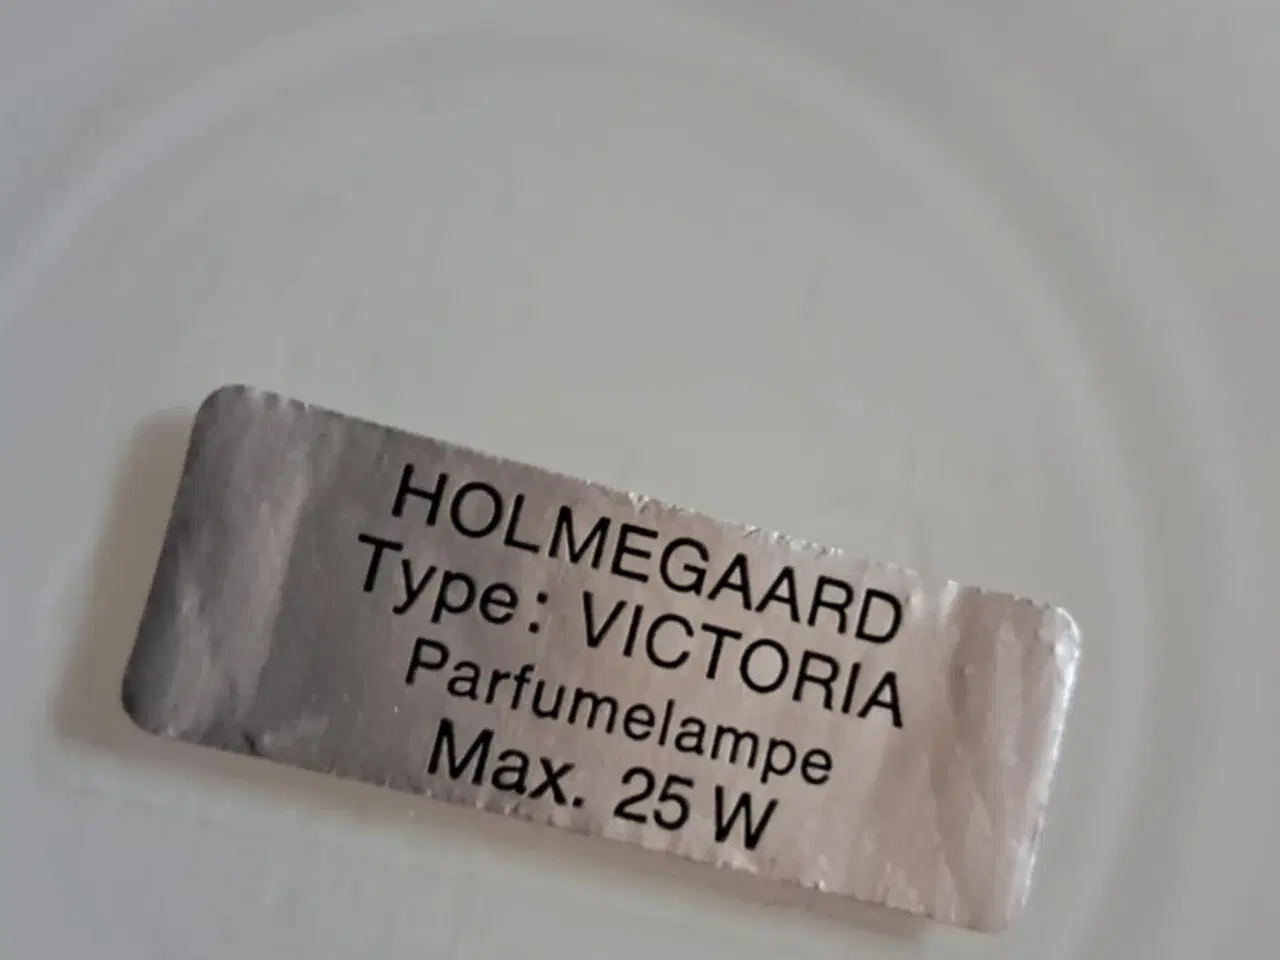 HOLMEGAARD
Type: VICTORIA
Parfumelampe
Max. 25 W